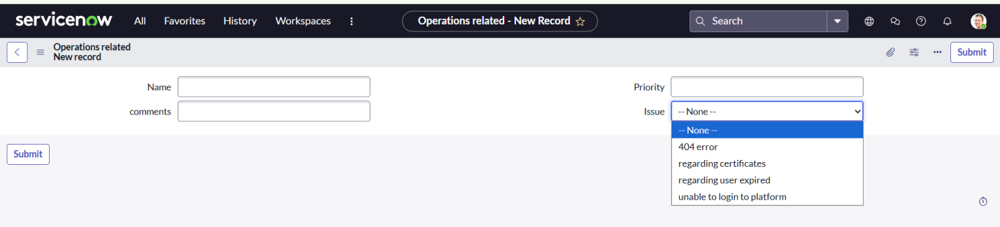 servicenow All Favorites History Workspaces Operations related - New Record Search
Operations related
New record
Submit
Name
Priority
comments
Issue -- None --
-- None --
404 error
regarding certificates
regarding user expired
unable to login to platform
Submit